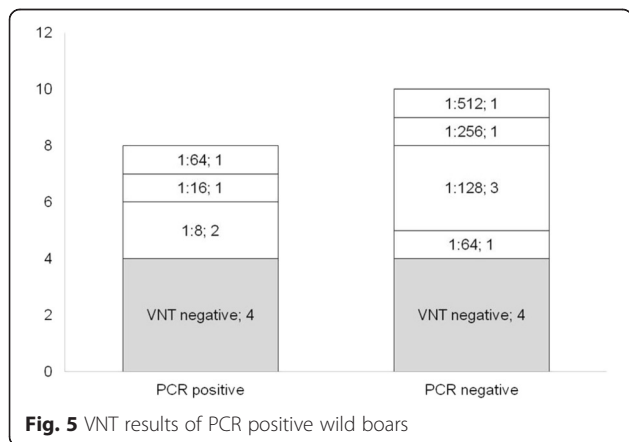 12
10
8
6
4
2
0
1:64; 1
1:16; 1
1:8; 2
VNT negative; 4
1:512; 1
1:256; 1
1:128; 3
1:64; 1
VNT negative; 4
PCR positive
PCR negative
Fig. 5 VNT results of PCR positive wild boars